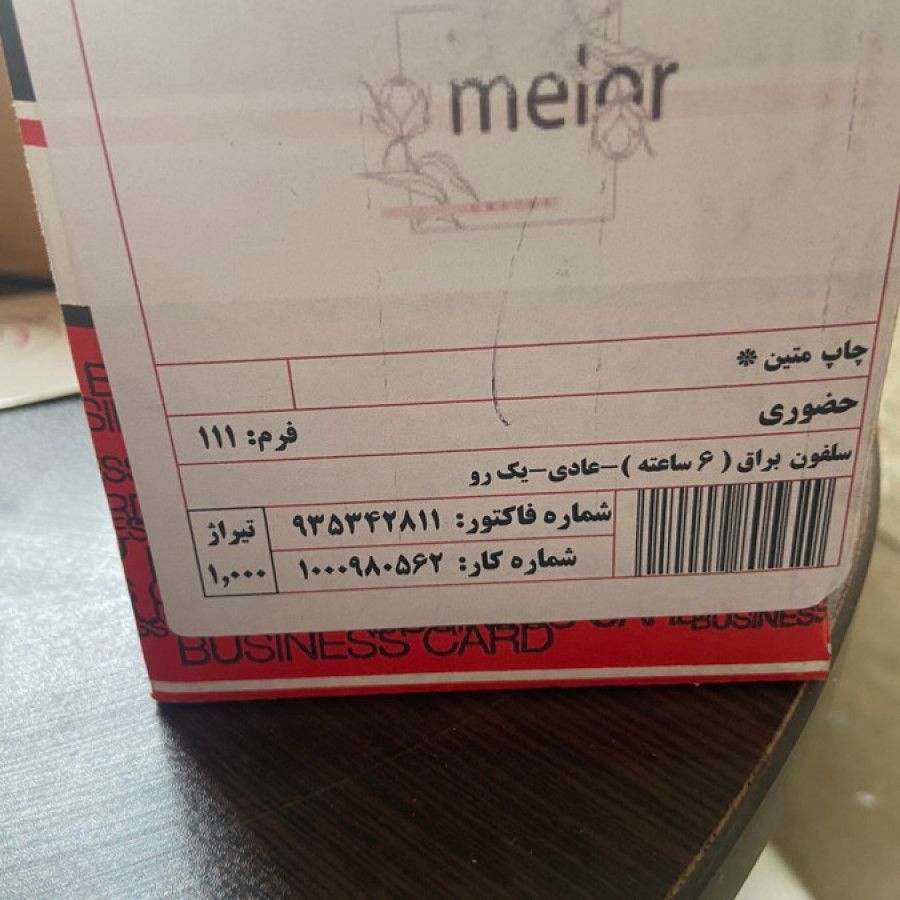 meior
چاپ متین *
حضوری
فرم: ۱۱۱
سلفون براق ( ۶ ساعته )-عادی-یک رو
شماره فاکتور: ۹۳۵۳۴۲۸۱۱
تیراژ
شماره کار: ۱۰۰۰۹۸۰۵۶۲
۱,۰۰۰
BUSINESS CARD
BUSINESS